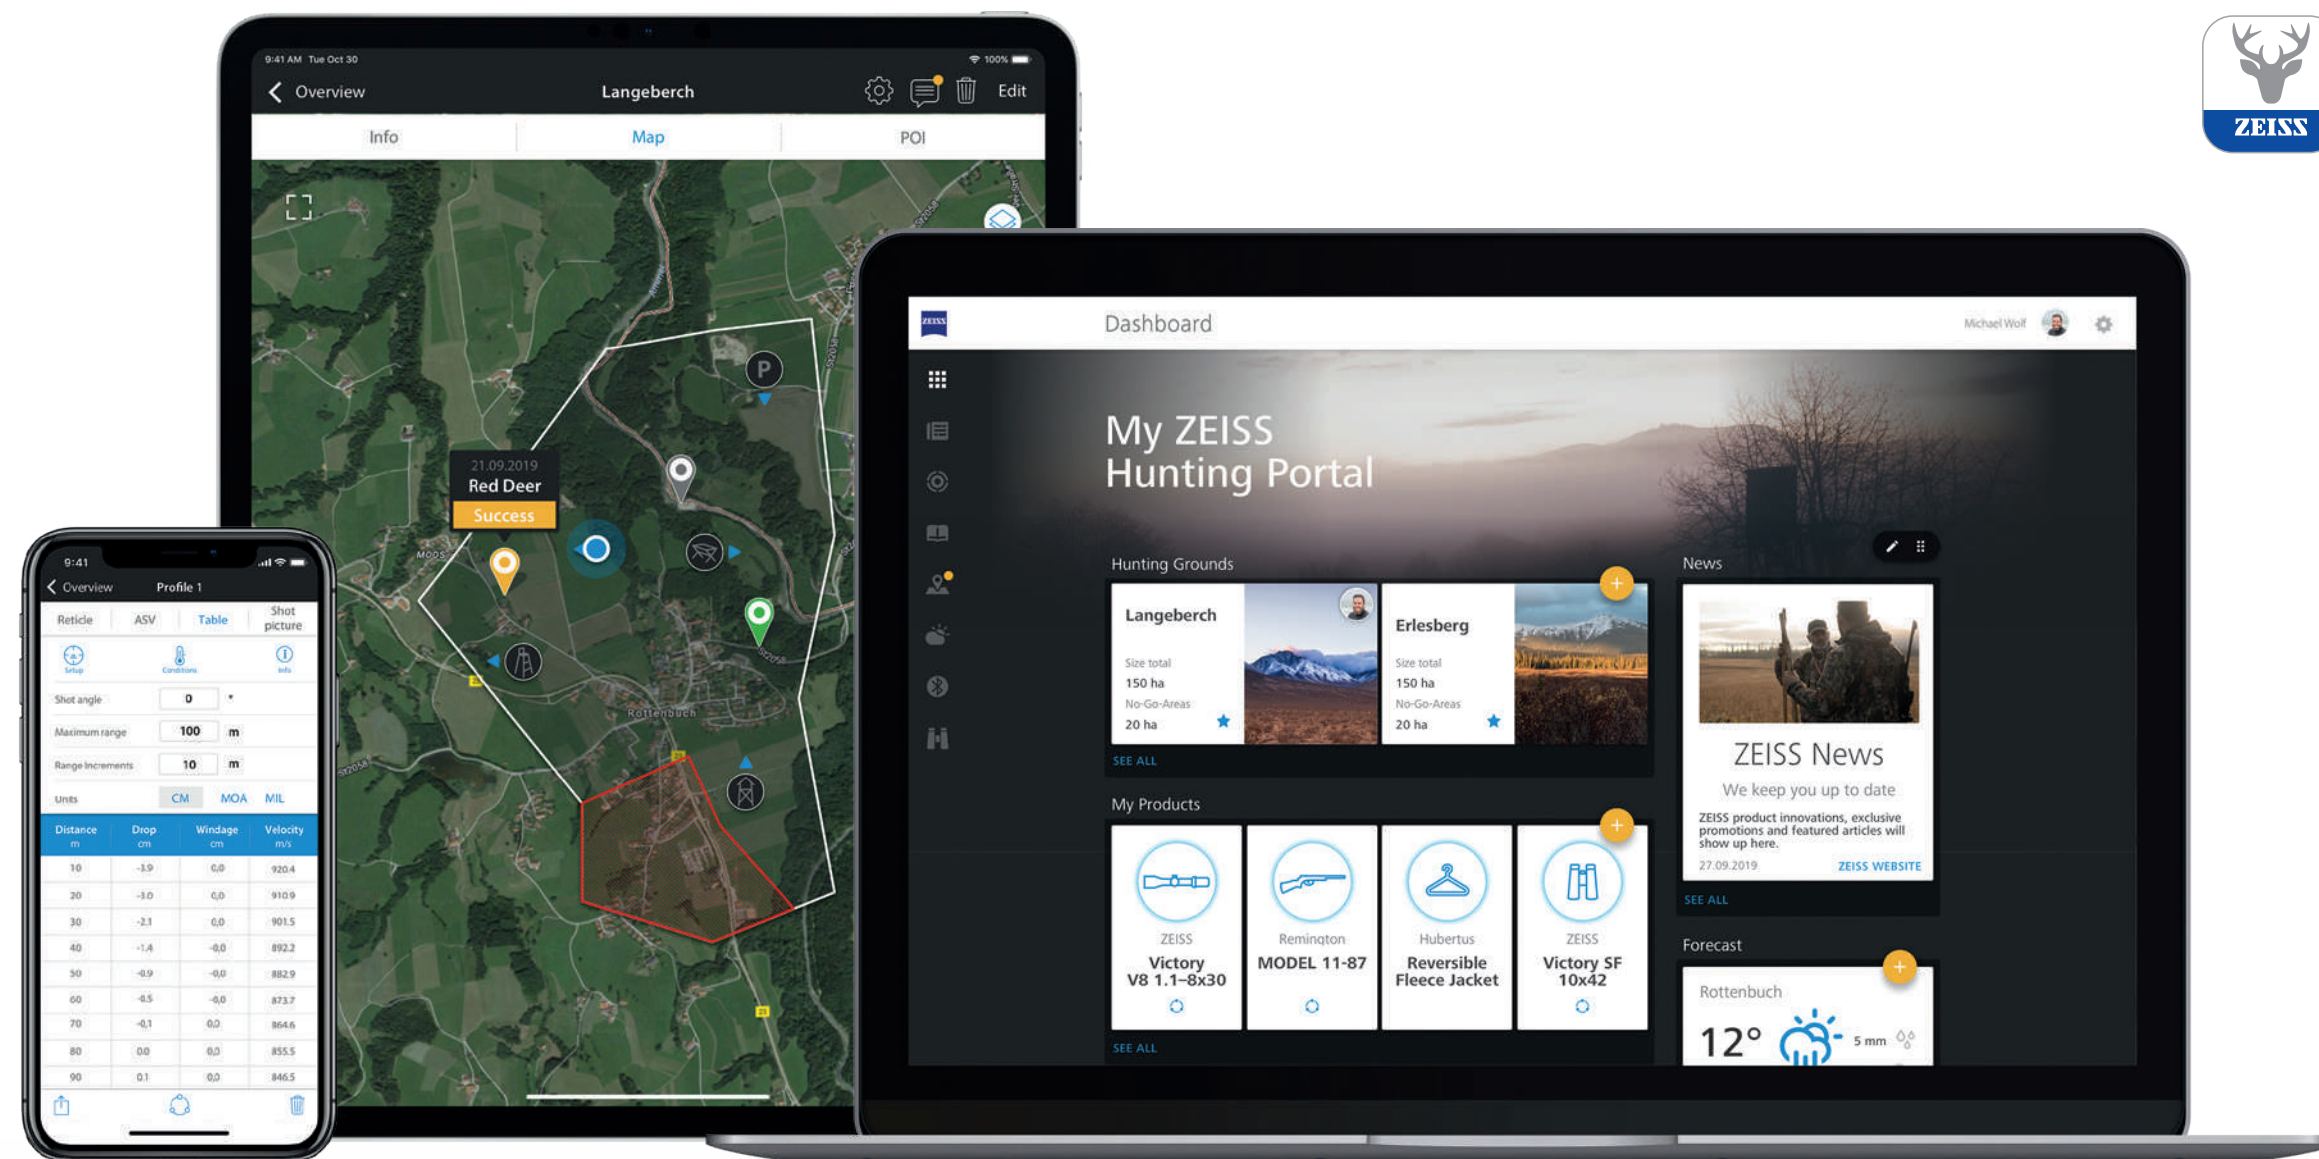 9:41 AM Tue Oct 30
100%
Overview
Langeberch
Edit
Info
Map
POI
St2058
Ammer
St2058
P
21.09.2019
Red Deer
Success
MOOS
St2058
Rottenbuch
St2058
23
9:41
Overview
Profile 1
Reticle
ASV
Table
Shot
picture
Setup
Conditions
Info
Shot angle
0
°
Maximum range
100 m
Range Increments
10 m
Units
CM MOA MIL
Distance Drop Windage Velocity
m cm cm m/s
10 -3.9 0,0 920.4
20 -3.0 0,0 910.9
30 -2.1 0,0 901.5
40 -1.4 -0,0 892.2
50 -0.9 -0,0 882.9
60 -0.5 -0,0 873.7
70 -0,1 0,0 864.6
80 0.0 0,0 855.5
90 0.1 0,0 846.5
ZEISS
Dashboard
Michael Wolf
My ZEISS
Hunting Portal
Hunting Grounds
Langeberch
Size total
150 ha
No-Go-Areas
20 ha
Erlesberg
Size total
150 ha
No-Go-Areas
20 ha
SEE ALL
My Products
ZEISS
Victory
V8 1.1–8x30
Remington
MODEL 11-87
Hubertus
Reversible
Fleece Jacket
ZEISS
Victory SF
10x42
SEE ALL
News
ZEISS News
We keep you up to date
ZEISS product innovations, exclusive
promotions and featured articles will
show up here.
27.09.2019
ZEISS WEBSITE
SEE ALL
Forecast
Rottenbuch
12°
5 mm
ZEISS